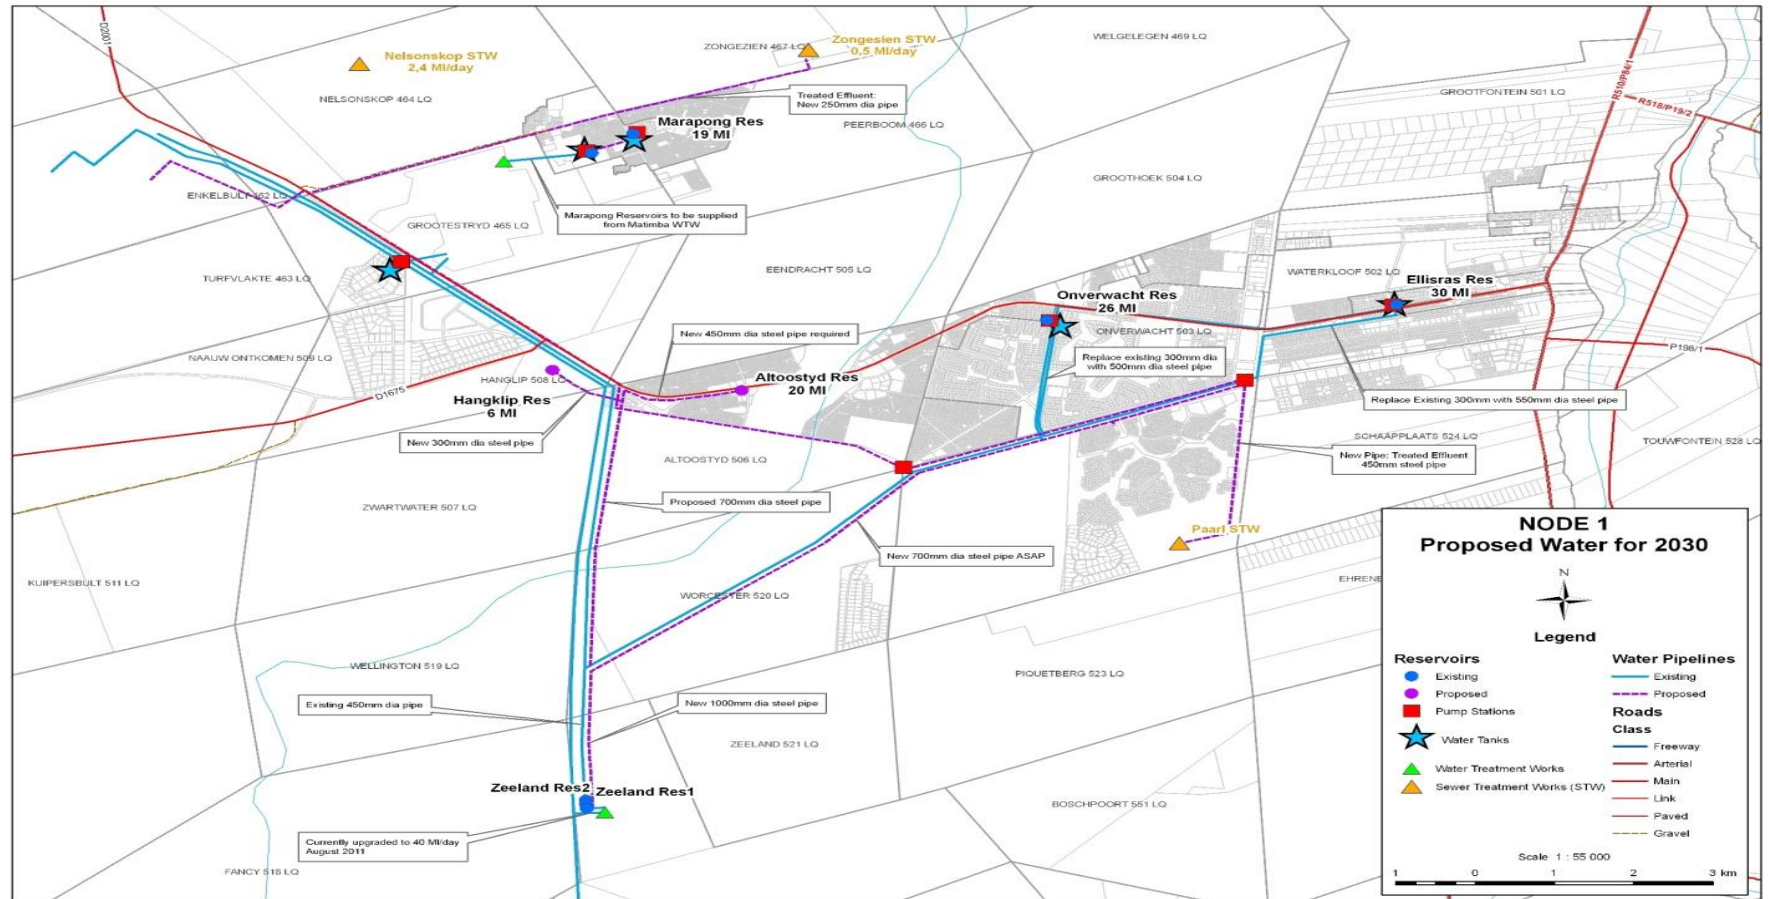 D2001
Nelsonskop STW
2,4 Ml/day
NELSONSKOP 464 LQ
ZONGEZIEN 467 LQ
Zongesien STW
0,5 Ml/day
WELGELEGEN 469 LQ
R510/P84/1
GROOTFONTEIN 501 LQ
R518/P19/2
Treated Effluent:
New 250mm dia pipe
Marapong Res
19 Ml
PEERBOOM 466 LQ
GROOTHOEK 504 LQ
ENKELBULT 462 LQ
GROOTESTRYD 465 LQ
Marapong Reservoirs to be supplied
from Matimba WTW
TURFVLAKTE 463 LQ
EENDRACHT 505 LQ
WATERKLOOF 502 LQ
Ellisras Res
30 Ml
Onverwacht Res
26 Ml
ONVERWACHT 503 LQ
New 450mm dia steel pipe required
NAAUW ONTKOMEN 509 LQ
Replace existing 300mm dia
with 500mm dia steel pipe
P198/1
HANGLIP 508 LQ
D1675
Altoostyd Res
20 Ml
Hangklip Res
6 Ml
Replace Existing 300mm with 550mm dia steel pipe
New 300mm dia steel pipe
SCHAAPPLAATS 524 LQ
TOUWFONTEIN 528 LQ
ALTOOSTYD 506 LQ
New Pipe: Treated Effluent
450mm steel pipe
ZWARTWATER 507 LQ
Proposed 700mm dia steel pipe
Paarl STW
New 700mm dia steel pipe ASAP
KUIPERSBULT 511 LQ
WORCESTER 520 LQ
EHRENB
WELLINGTON 519 LQ
PIQUETBERG 523 LQ
Existing 450mm dia pipe
New 1000mm dia steel pipe
ZEELAND 521 LQ
Zeeland Res2
Zeeland Res1
BOSCHPOORT 551 LQ
Currently upgraded to 40 Ml/day
August 2011
FANCY 518 LQ
NODE 1
Proposed Water for 2030
N
Legend
Reservoirs
Existing
Proposed
Pump Stations
Water Tanks
Water Treatment Works
Sewer Treatment Works (STW)
Water Pipelines
Existing
Proposed
Roads
Class
Freeway
Arterial
Main
Link
Paved
Gravel
Scale 1 : 55 000
1 0 1 2 3 km